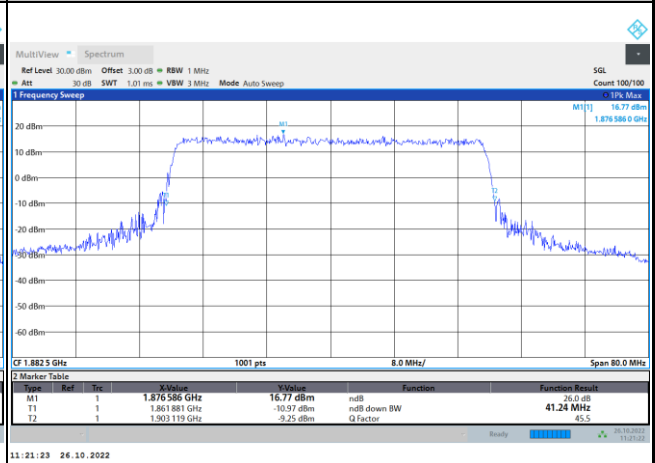 MultiView Spectrum
Ref Level 30.00 dBm Offset 3.00 dB RBW 1 MHz SGL
Att 30 dB SWT 1.01 ms VBW 3 MHz Mode Auto Sweep Count 100/100
1 Frequency Sweep 1Pk Max
M1[1] 16.77 dBm
1.876 586 0 GHz
M1
20 dBm
10 dBm
0 dBm
T2
-10 dBm
-20 dBm
-30 dBm
-40 dBm
-50 dBm
-60 dBm
CF 1.882 5 GHz 1001 pts 8.0 MHz/ Span 80.0 MHz
2 Marker Table
Type Ref Trc X-Value Y-Value Function Function Result
M1 1 1.876 586 GHz 16.77 dBm ndB 26.0 dB
T1 1 1.861 881 GHz -10.97 dBm ndB down BW 41.24 MHz
T2 1 1.903 119 GHz -9.25 dBm Q Factor 45.5
Ready 26.10.2022
11:21:22
11:21:23 26.10.2022